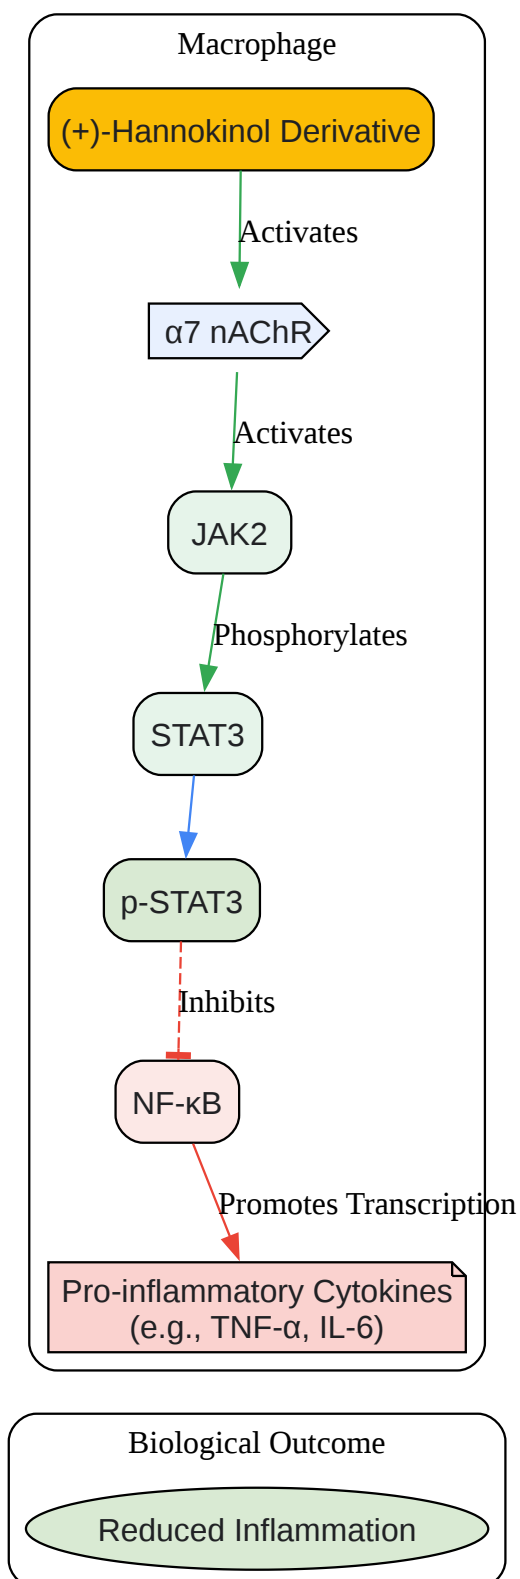 Macrophage
(+)-Hannokinol Derivative
Activates
α7 nAChR
Activates
JAK2
Phosphorylates
STAT3
p-STAT3
Inhibits
NF-κB
Promotes Transcription
Pro-inflammatory Cytokines
(e.g., TNF-α, IL-6)
Biological Outcome
Reduced Inflammation